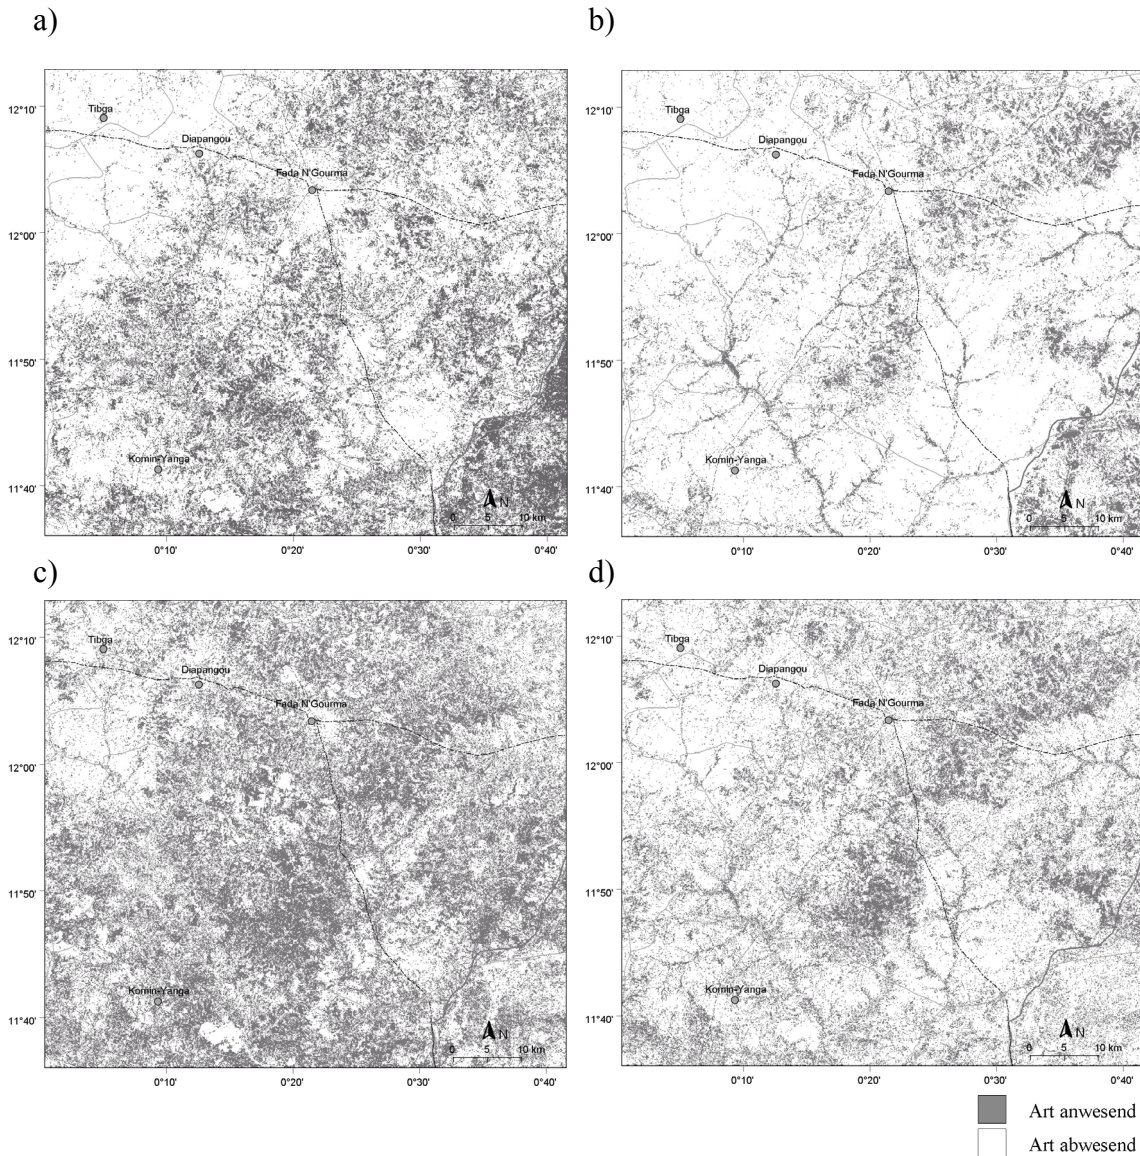 a)
b)
12°10'
Tibga
Diapangou
Fada N'Gourma
12°00'
11°50'
Komin-Yanga
11°40'
N
0 5 10 km
0°10' 0°20' 0°30' 0°40'
12°10'
Tibga
Diapangou
Fada N'Gourma
12°00'
11°50'
Komin-Yanga
11°40'
N
0 5 10 km
0°10' 0°20' 0°30' 0°40'
c)
d)
12°10'
Tibga
Diapangou
Fada N'Gourma
12°00'
11°50'
Komin-Yanga
11°40'
N
0 5 10 km
0°10' 0°20' 0°30' 0°40'
12°10'
Tibga
Diapangou
Fada N'Gourma
12°00'
11°50'
Komin-Yanga
11°40'
N
0 5 10 km
0°10' 0°20' 0°30' 0°40'
Art anwesend
Art abwesend